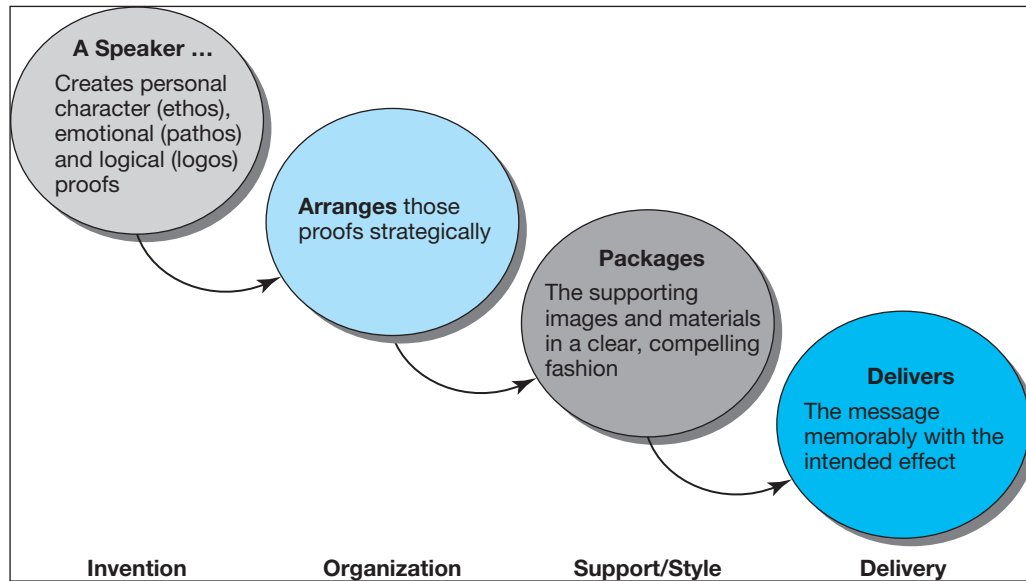 A Speaker ...
Creates personal
character (ethos),
emotional (pathos)
and logical (logos)
proofs
Arranges those
proofs strategically
Packages
The supporting
images and materials
in a clear, compelling
fashion
Delivers
The message
memorably with the
intended effect
Invention
Organization
Support/Style
Delivery